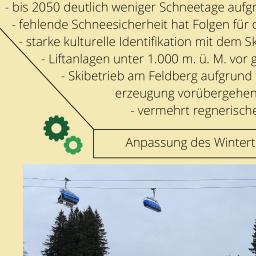 - bis 2050 deutlich weniger Schneetage aufgr
- fehlende Schneesicherheit hat Folgen für d
- starke kulturelle Identifikation mit dem Sk
- Liftanlagen unter 1.000 m. ü. M. vor g
- Skibetrieb am Feldberg aufgrund
erzeugung vorübergehen
- vermehrt regnerische
Anpassung des Wintert